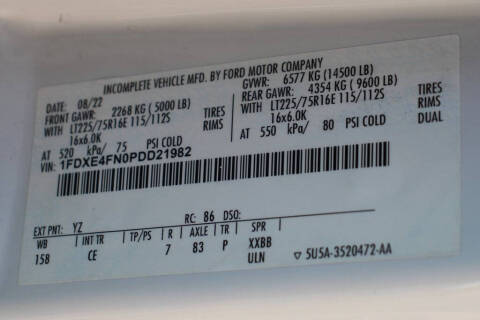 INCOMPLETE VEHICLE MFD. BY FORD MOTOR COMPANY
DATE: 08/22 GVWR: 6577 KG (14500 LB)
FRONT GAWR: 2268 KG (5000 LB) REAR GAWR: 4354 KG (9600 LB)
WITH LT225/75R16E 115/112S TIRES WITH LT225/75R16E 115/112S TIRES
16x6.0K RIMS 16x6.0K RIMS
AT 520 kPa/ 75 PSI COLD AT 550 kPa/ 80 PSI COLD DUAL
VIN: 1FDXE4FN0PDD21982
EXT PNT: YZ RC: 86 DSO:
WB INT TR TP/PS R AXLE TR SPR
158 CE 7 83 P XXBB
ULN ▽ 5U5A-3520472-AA